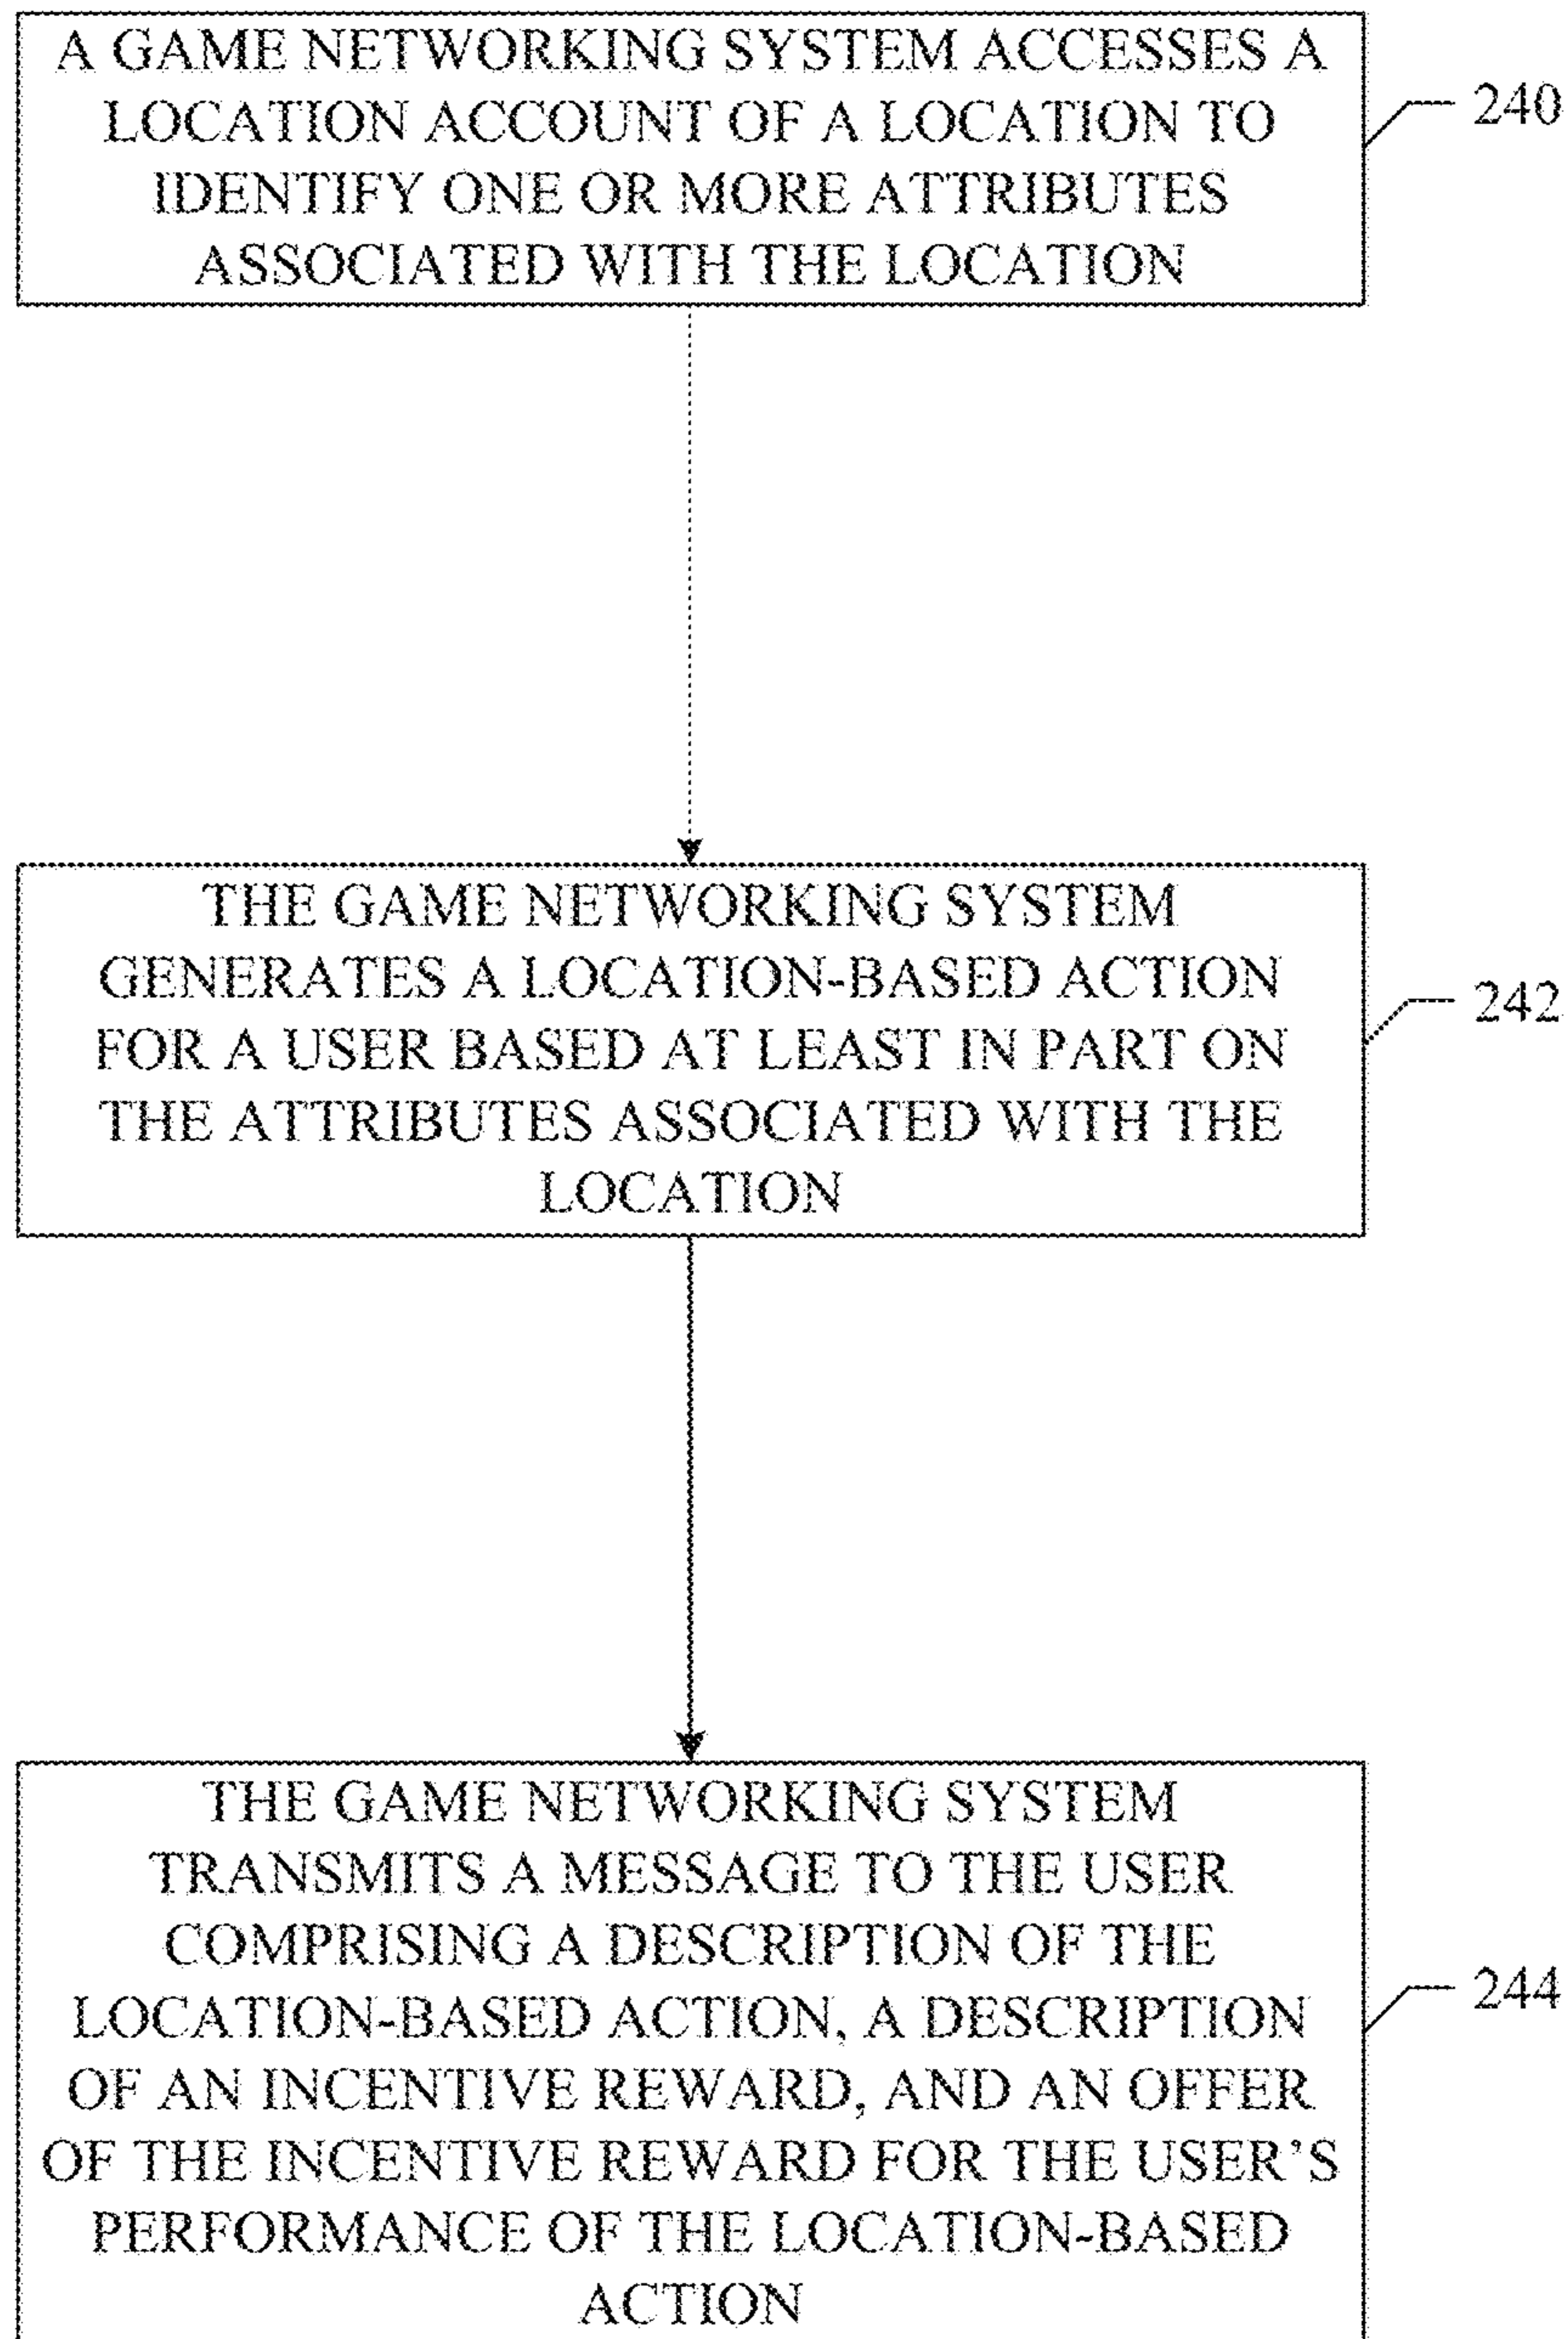 A GAME NETWORKING SYSTEM ACCESSES A
LOCATION ACCOUNT OF A LOCATION TO
IDENTIFY ONE OR MORE ATTRIBUTES
ASSOCIATED WITH THE LOCATION
240
THE GAME NETWORKING SYSTEM
GENERATES A LOCATION-BASED ACTION
FOR A USER BASED AT LEAST IN PART ON
THE ATTRIBUTES ASSOCIATED WITH THE
LOCATION
242
THE GAME NETWORKING SYSTEM
TRANSMITS A MESSAGE TO THE USER
COMPRISING A DESCRIPTION OF THE
LOCATION-BASED ACTION, A DESCRIPTION
OF AN INCENTIVE REWARD, AND AN OFFER
OF THE INCENTIVE REWARD FOR THE USER'S
PERFORMANCE OF THE LOCATION-BASED
ACTION
244